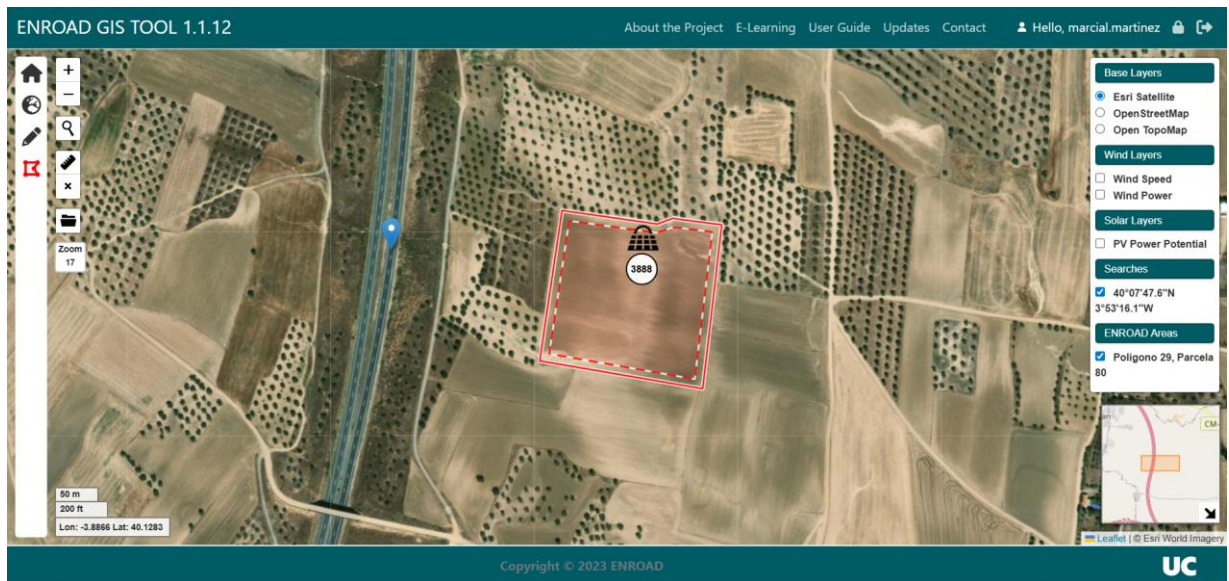 ENROAD GIS TOOL 1.1.12
About the Project E-Learning User Guide Updates Contact Hello, marcial.martinez
+
−
Zoom
17
3888
Base Layers
Esri Satellite
OpenStreetMap
Open TopoMap
Wind Layers
Wind Speed
Wind Power
Solar Layers
PV Power Potential
Searches
40°07'47.6"N
3°53'16.1"W
ENROAD Areas
Poligono 29, Parcela
80
CM-
50 m
200 ft
Lon: -3.8866 Lat: 40.1283
Leaflet | © Esri World Imagery
Copyright © 2023 ENROAD
UC